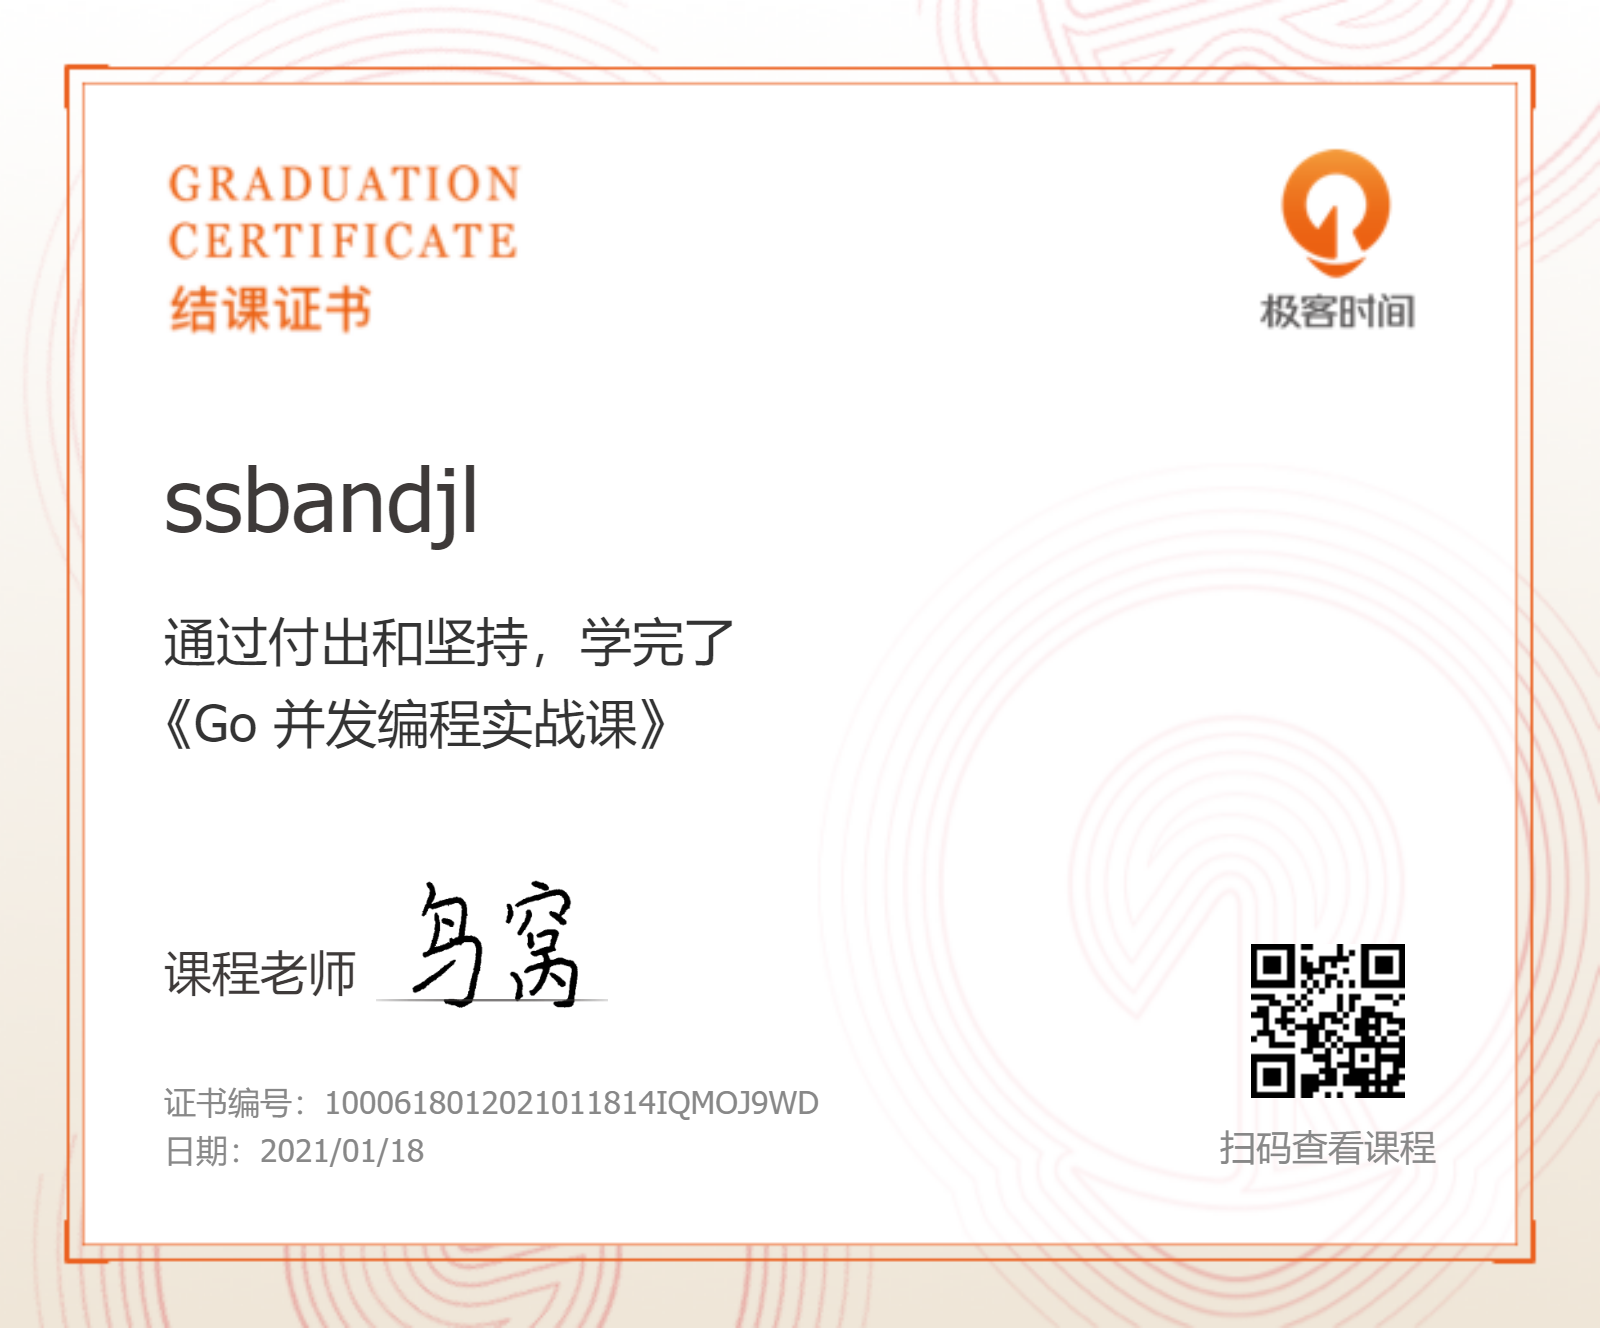 GRADUATION
CERTIFICATE
结课证书
极客时间
ssbandjl
通过付出和坚持，学完了
《Go 并发编程实战课》
课程老师 鸟窝
证书编号：1000618012021011814IQMOJ9WD
日期：2021/01/18
扫码查看课程